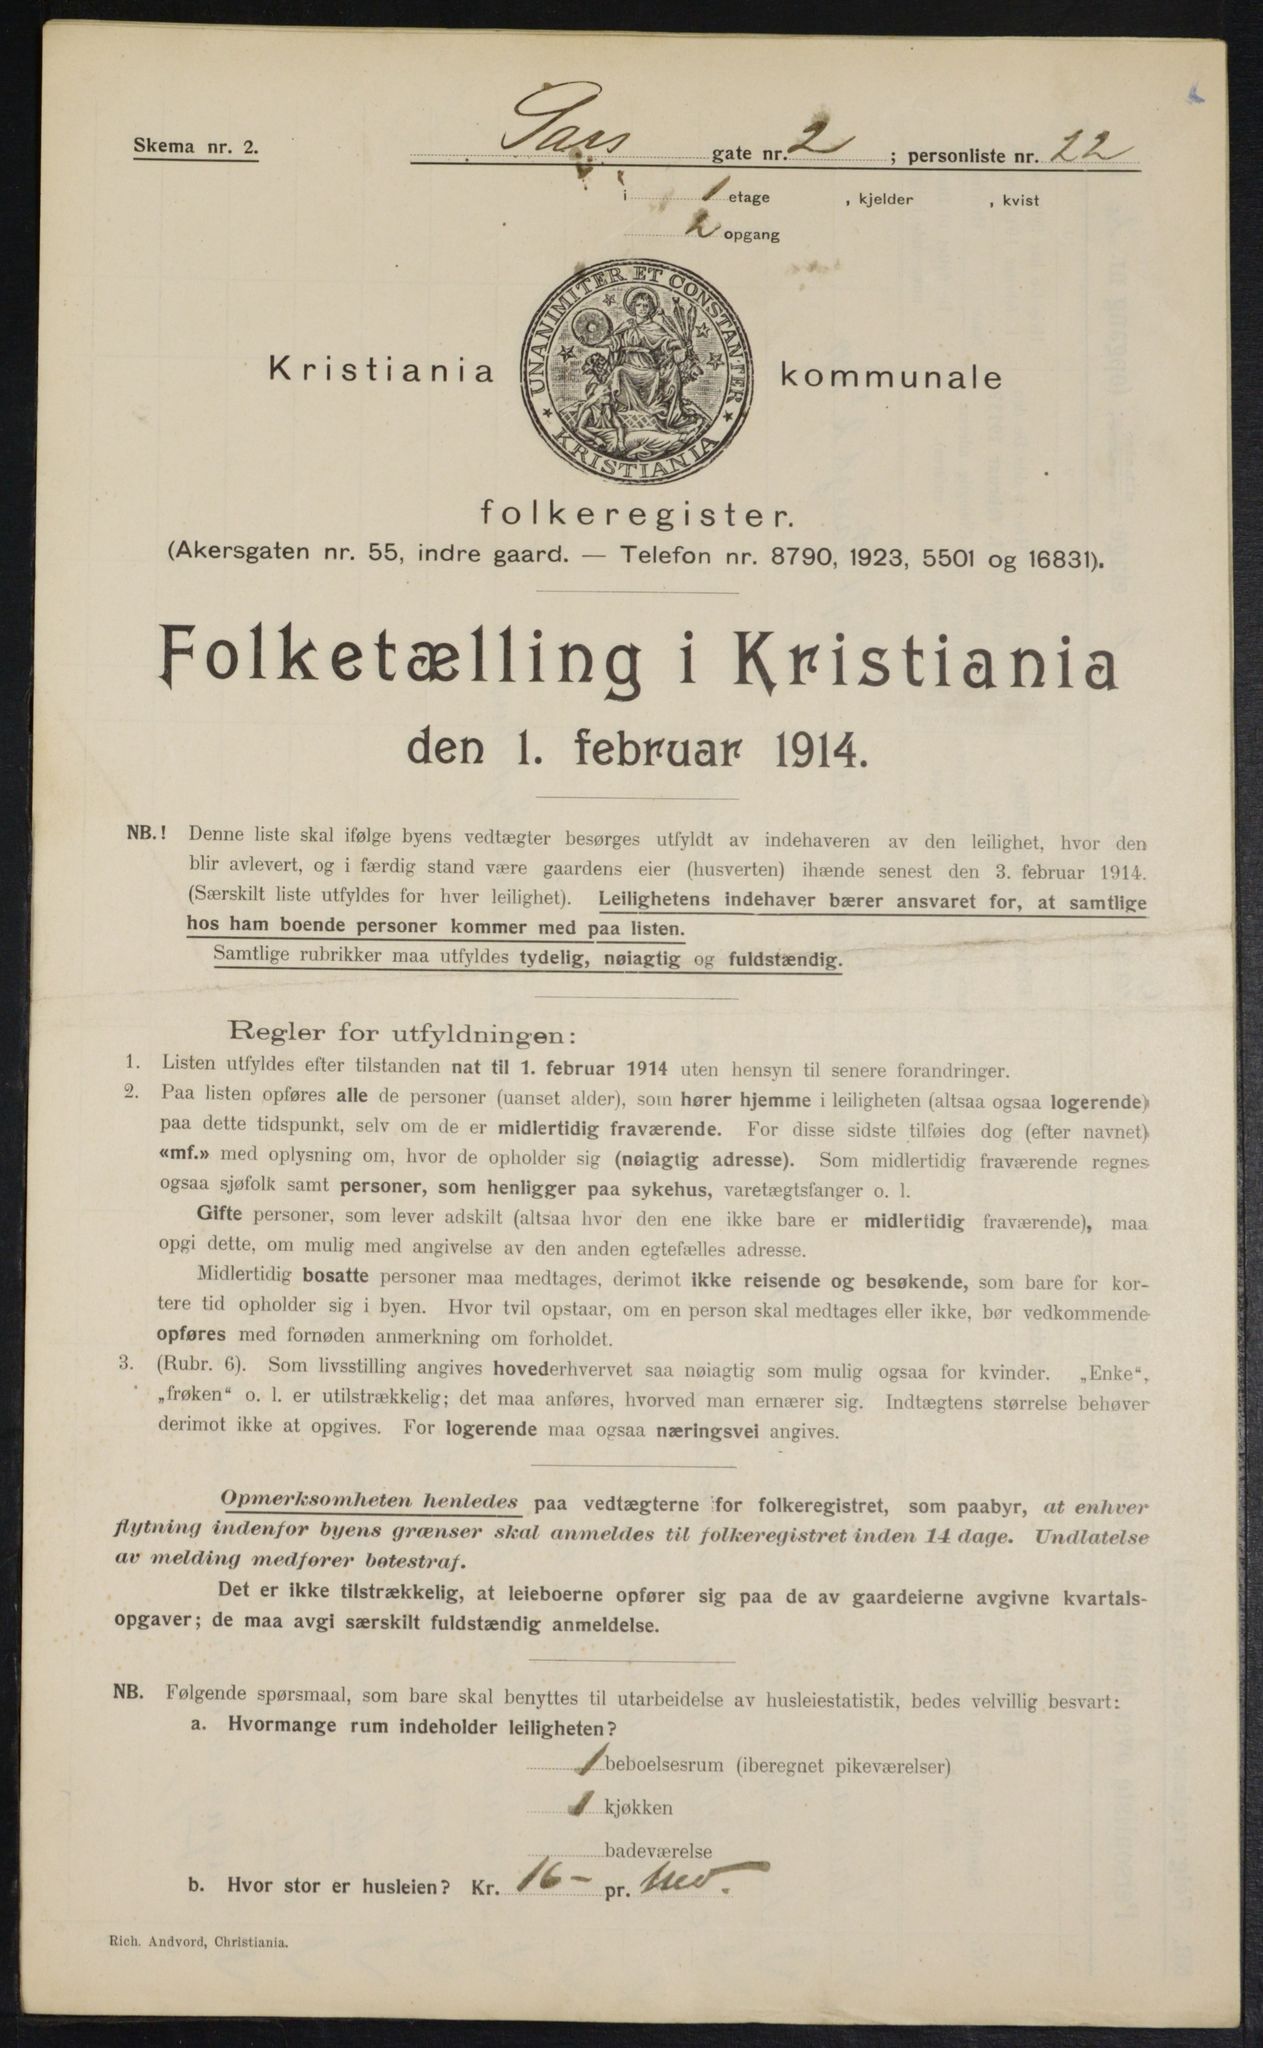 Skema nr. 2.
Sars gate nr. 2 ; personliste nr. 22
i 1 etage , kjelder , kvist
2 opgang
UNANIMITER ET CONSTANTER
KRISTIANIA
Kristiania kommunale
folkeregister.
(Akersgaten nr. 55, indre gaard. — Telefon nr. 8790, 1923, 5501 og 16831).
Folketælling i Kristiania
den 1. februar 1914.
NB.! Denne liste skal ifølge byens vedtægter besørges utfyldt av indehaveren av den leilighet, hvor den
blir avlevert, og i færdig stand være gaardens eier (husverten) ihænde senest den 3. februar 1914.
(Særskilt liste utfyldes for hver leilighet). Leilighetens indehaver bærer ansvaret for, at samtlige
hos ham boende personer kommer med paa listen.
Samtlige rubrikker maa utfyldes tydelig, nøiagtig og fuldstændig.
Regler for utfyldningen:
1. Listen utfyldes efter tilstanden nat til 1. februar 1914 uten hensyn til senere forandringer.
2. Paa listen opføres alle de personer (uanset alder), som hører hjemme i leiligheten (altsaa ogsaa logerende)
paa dette tidspunkt, selv om de er midlertidig fraværende. For disse sidste tilføies dog (efter navnet)
«mf.» med oplysning om, hvor de opholder sig (nøiagtig adresse). Som midlertidig fraværende regnes
ogsaa sjøfolk samt personer, som henligger paa sykehus, varetægtsfanger o. l.
Gifte personer, som lever adskilt (altsaa hvor den ene ikke bare er midlertidig fraværende), maa
opgi dette, om mulig med angivelse av den anden egtefælles adresse.
Midlertidig bosatte personer maa medtages, derimot ikke reisende og besøkende, som bare for kor-
tere tid opholder sig i byen. Hvor tvil opstaar, om en person skal medtages eller ikke, bør vedkommende
opføres med fornøden anmerkning om forholdet.
3. (Rubr. 6). Som livsstilling angives hovederhvervet saa nøiagtig som mulig ogsaa for kvinder. „Enke“,
„frøken“ o. l. er utilstrækkelig; det maa anføres, hvorved man ernærer sig. Indtægtens størrelse behøver
derimot ikke at opgives. For logerende maa ogsaa næringsvei angives.
Opmerksomheten henledes paa vedtægterne for folkeregistret, som paabyr, at enhver
flytning indenfor byens grænser skal anmeldes til folkeregistret inden 14 dage. Undlatelse
av melding medfører bøtestraf.
Det er ikke tilstrækkelig, at leieboerne opfører sig paa de av gaardeierne avgivne kvartals-
opgaver; de maa avgi særskilt fuldstændig anmeldelse.
NB. Følgende spørsmaal, som bare skal benyttes til utarbeidelse av husleiestatistik, bedes velvillig besvart:
a. Hvormange rum indeholder leiligheten?
1 beboelsesrum (iberegnet pikeværelser)
1 kjøkken
badeværelse
b. Hvor stor er husleien? Kr. 16– pr. Md.
Rich. Andvord, Christiania.